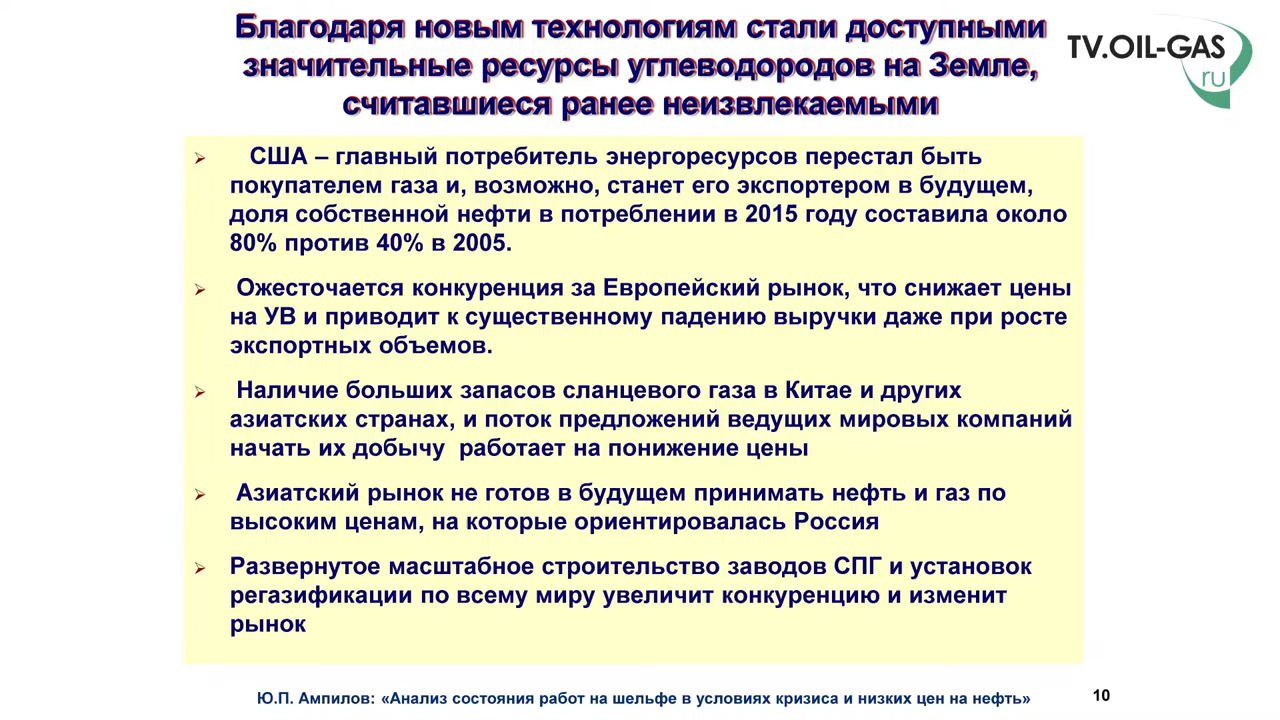 Благодаря новым технологиям стали доступными
значительные ресурсы углеводородов на Земле,
считавшиеся ранее неизвлекаемыми
TV.OIL-GAS
ru
США – главный потребитель энергоресурсов перестал быть
покупателем газа и, возможно, станет его экспортером в будущем,
доля собственной нефти в потреблении в 2015 году составила около
80% против 40% в 2005.
Ожесточается конкуренция за Европейский рынок, что снижает цены
на УВ и приводит к существенному падению выручки даже при росте
экспортных объемов.
Наличие больших запасов сланцевого газа в Китае и других
азиатских странах, и поток предложений ведущих мировых компаний
начать их добычу работает на понижение цены
Азиатский рынок не готов в будущем принимать нефть и газ по
высоким ценам, на которые ориентировалась Россия
Развернутое масштабное строительство заводов СПГ и установок
регазификации по всему миру увеличит конкуренцию и изменит
рынок
Ю.П. Ампилов: «Анализ состояния работ на шельфе в условиях кризиса и низких цен на нефть»
10